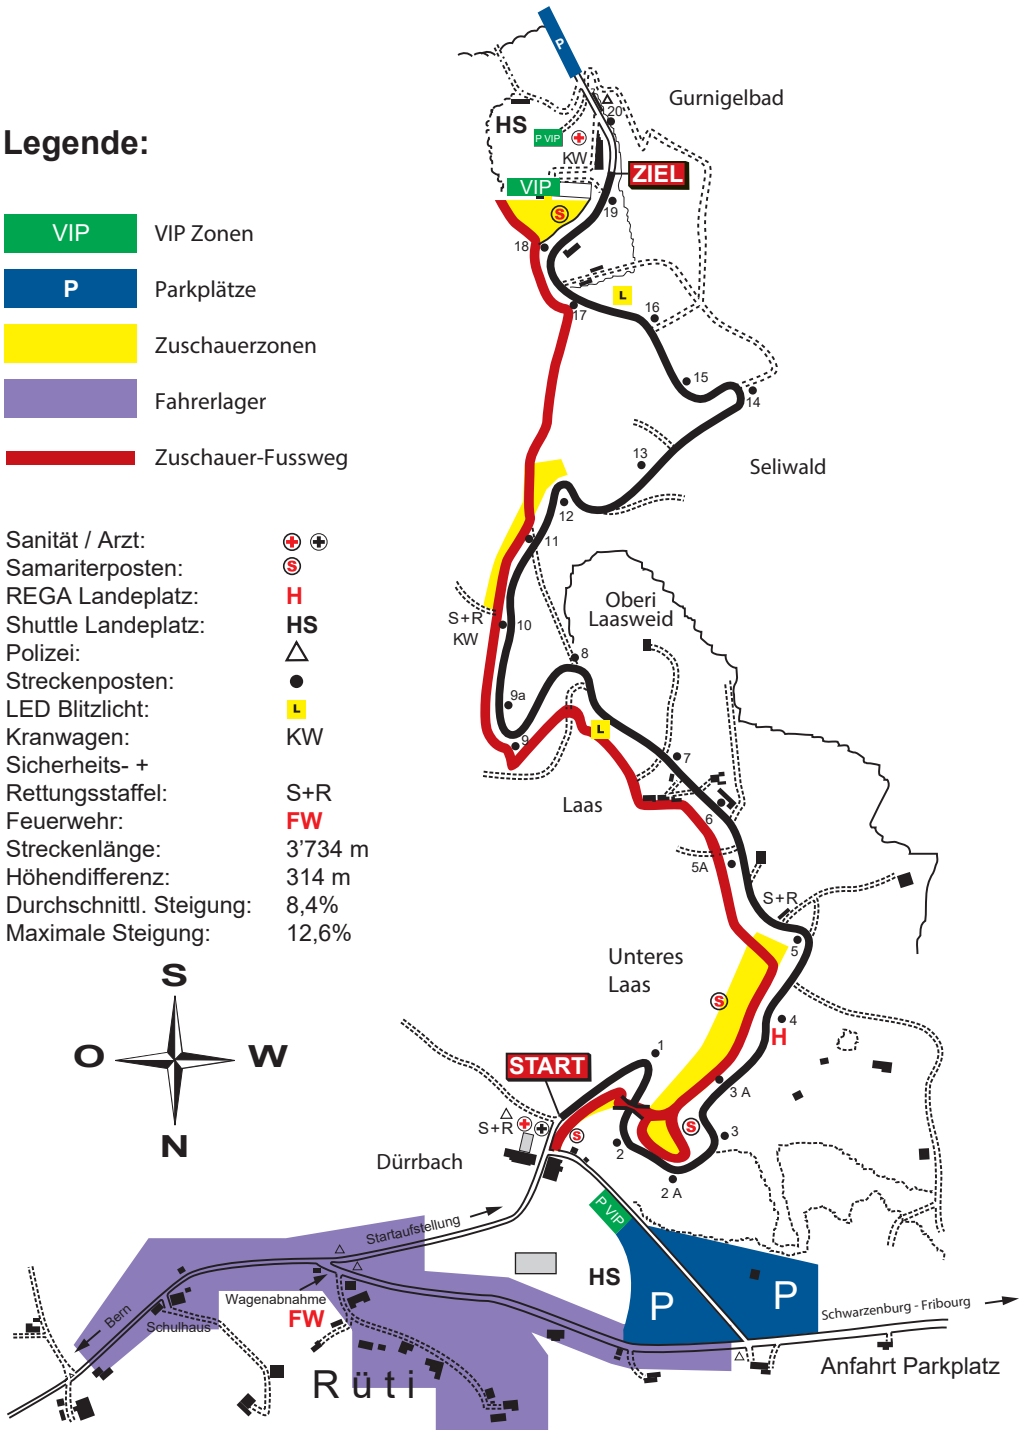 P
Gurnigelbad
20
HS
P VIP
KW
ZIEL
VIP
S
19
18
L
17
16
15
14
13
Seliwald
12
11
Oberi
Laasweid
S+R
KW
10
8
9a
9
L
7
Laas
6
5A
S+R
5
Unteres
Laas
S
4
H
1
START
3 A
S+R
S
S
2
3
Dürrbach
2 A
P VIP
Startaufstellung
HS
P
P
Wagenabnahme
FW
Bern
Schulhaus
Schwarzenburg - Fribourg
Anfahrt Parkplatz
Rüti
Legende:
VIP VIP Zonen
P Parkplätze
Zuschauerzonen
Fahrerlager
Zuschauer-Fussweg
Sanität / Arzt:
Samariterposten: S
REGA Landeplatz: H
Shuttle Landeplatz: HS
Polizei:
Streckenposten:
LED Blitzlicht: L
Kranwagen: KW
Sicherheits- +
Rettungsstaffel: S+R
Feuerwehr: FW
Streckenlänge: 3'734 m
Höhendifferenz: 314 m
Durchschnittl. Steigung: 8,4%
Maximale Steigung: 12,6%
S
O W
N